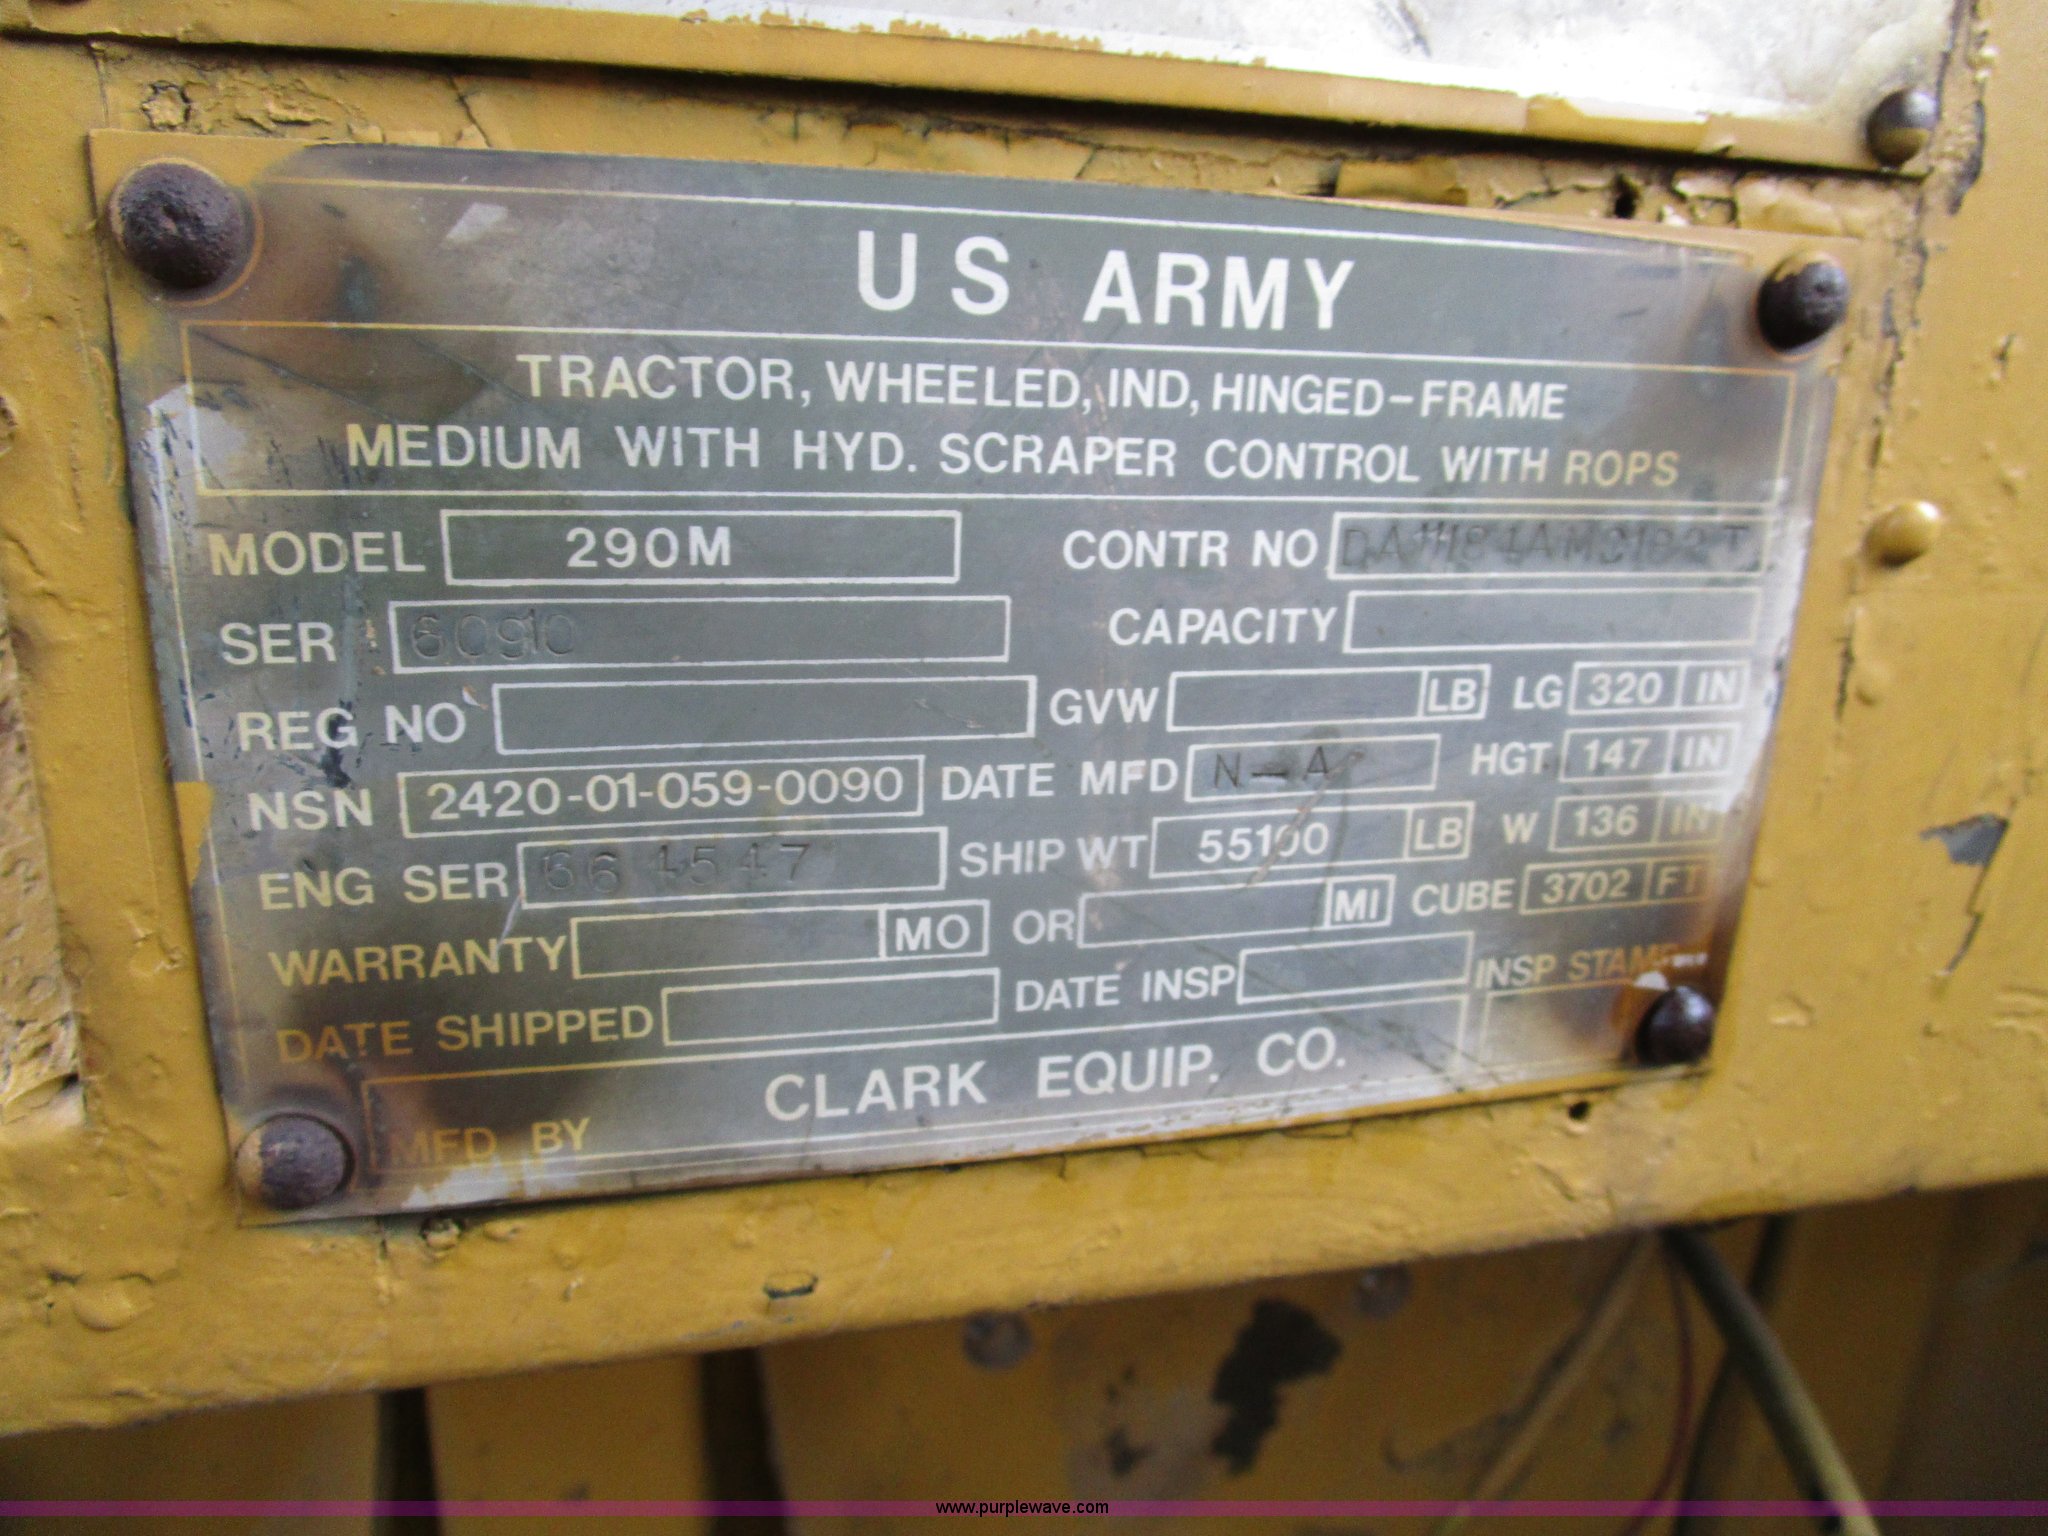 US ARMY
TRACTOR, WHEELED, IND, HINGED-FRAME
MEDIUM WITH HYD. SCRAPER CONTROL WITH ROPS
MODEL 290M CONTR NO
SER 60910 CAPACITY
REG NO GVW LB LG 320 IN
NSN 2420-01-059-0090 DATE MFD N-A HGT 147 IN
ENG SER SHIP WT 55100 LB W 136 IN
WARRANTY MO OR MI CUBE 3702 FT
DATE SHIPPED DATE INSP INSP STAMP
MFD BY CLARK EQUIP. CO.
www.purplewave.com